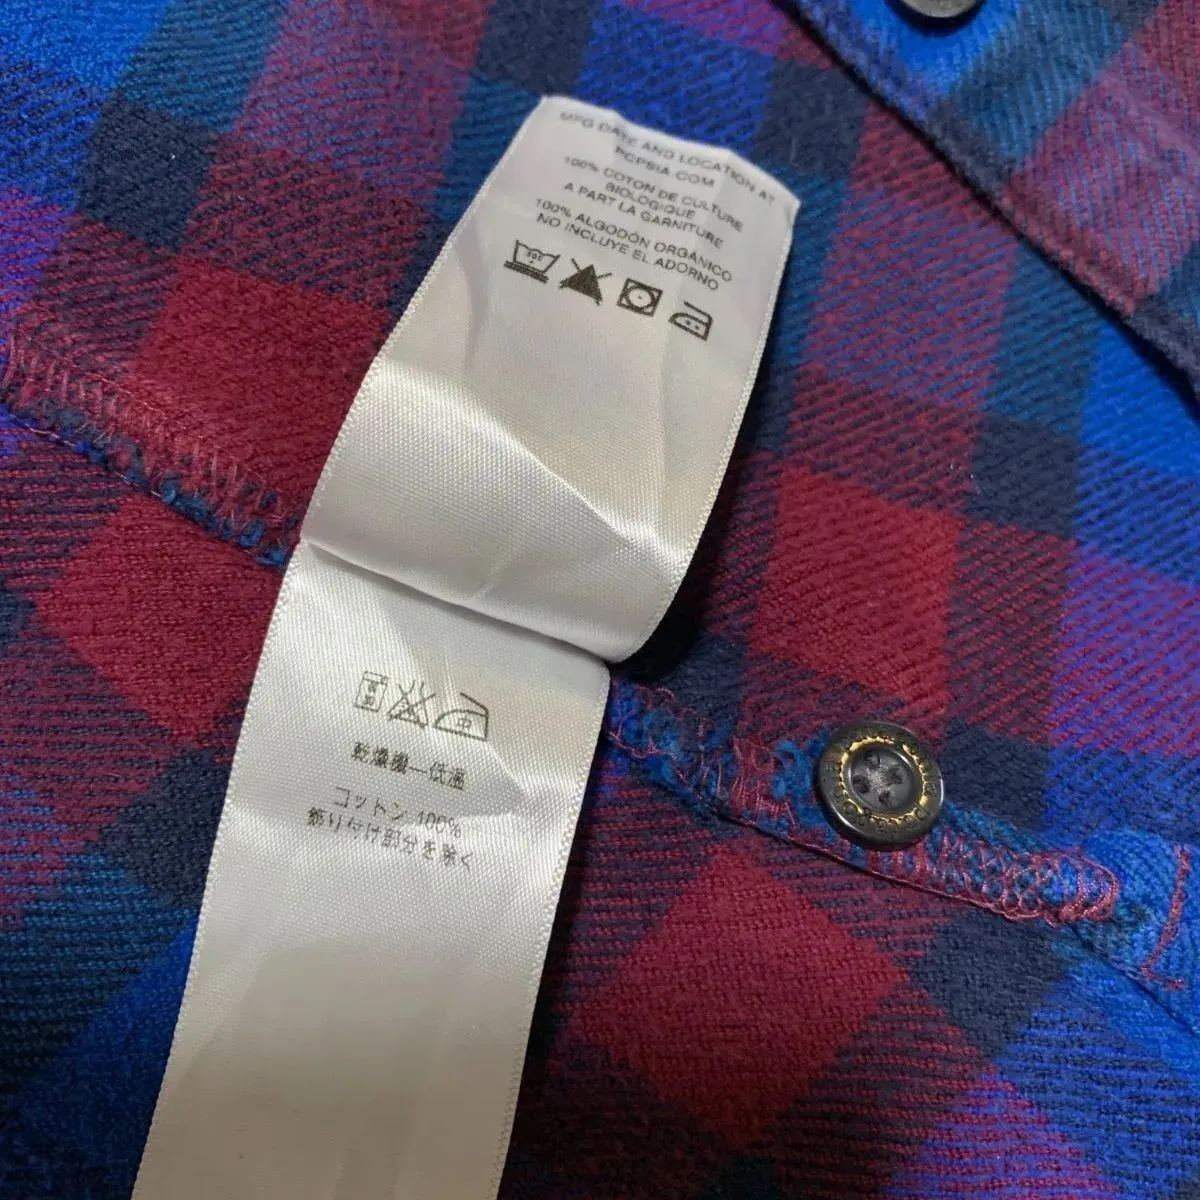 MFG DATE AND LOCATION AT
PCPSIA.COM
100% COTON DE CULTURE
BIOLOGIQUE
A PART LA GARNITURE
100% ALGODÓN ORGÁNICO
NO INCLUYE EL ADORNO
乾燥機—低温
コットン 100%
飾り付け部分を除く